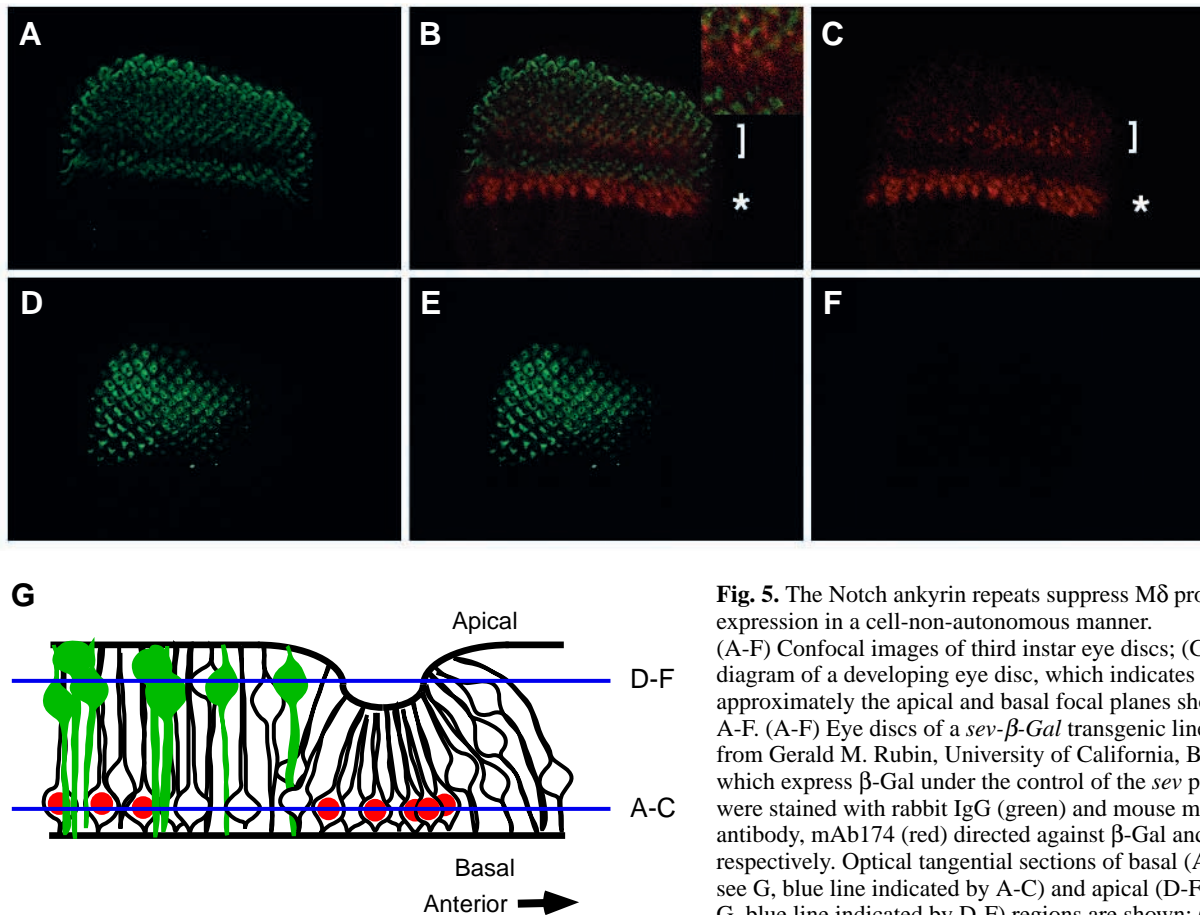 A
B
]
*
C
]
*
D
E
F
G
Apical
D-F
A-C
Basal
Anterior
Fig. 5. The Notch ankyrin repeats suppress Mδ pro
expression in a cell-non-autonomous manner.
(A-F) Confocal images of third instar eye discs; (G
diagram of a developing eye disc, which indicates
approximately the apical and basal focal planes sho
A-F. (A-F) Eye discs of a sev-β-Gal transgenic line
from Gerald M. Rubin, University of California, B
which express β-Gal under the control of the sev p
were stained with rabbit IgG (green) and mouse m
antibody, mAb174 (red) directed against β-Gal and
respectively. Optical tangential sections of basal (A
see G, blue line indicated by A-C) and apical (D-F
G, blue line indicated by D-F) regions are shown;